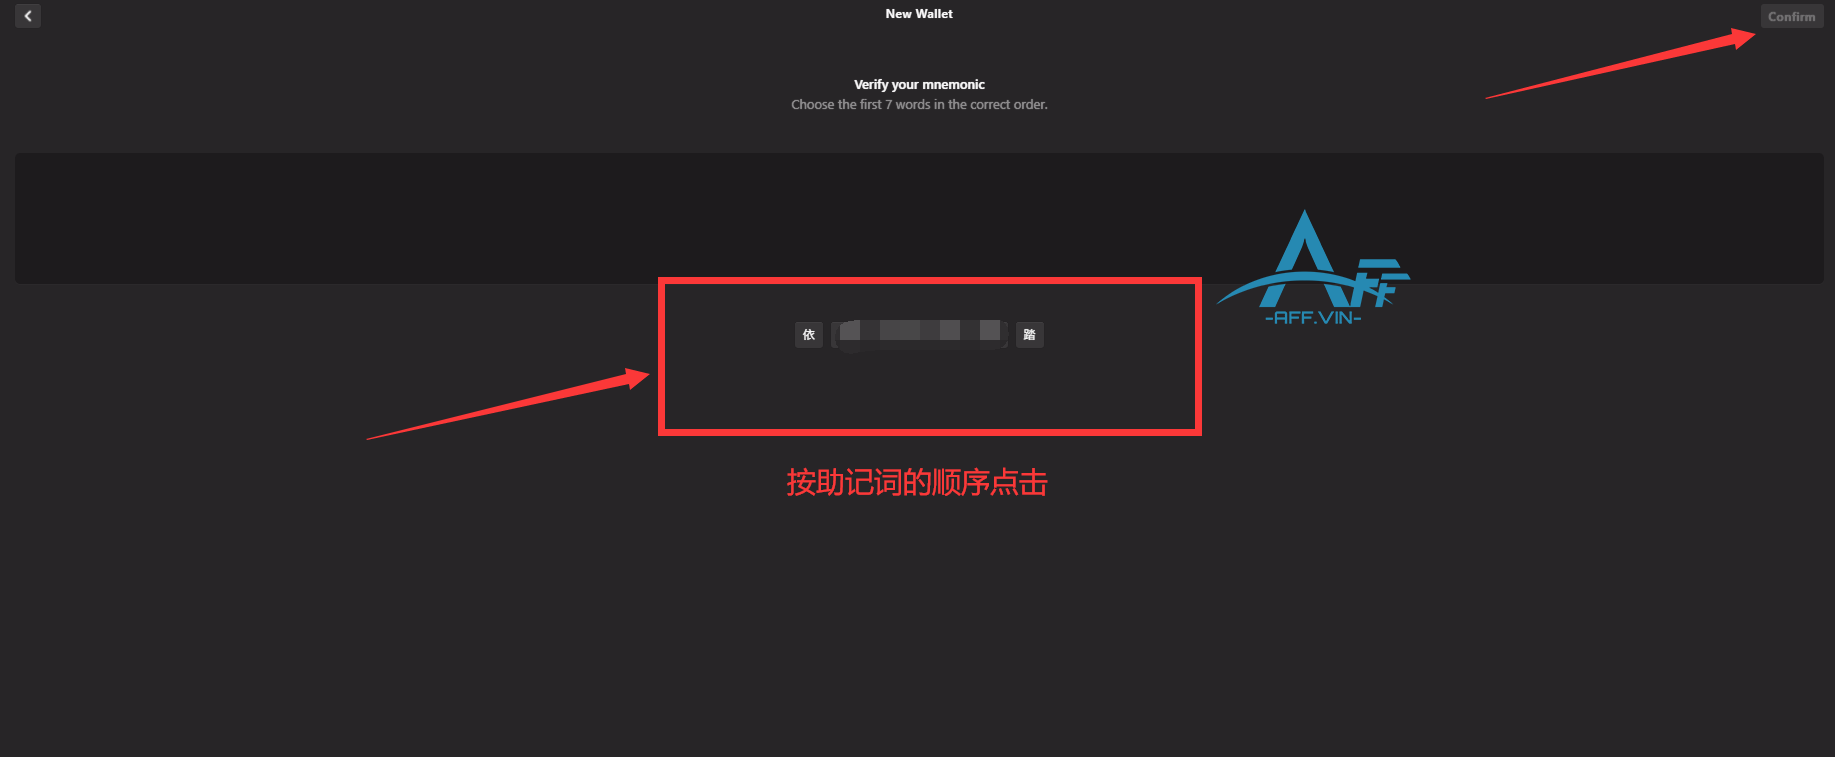 New Wallet
Confirm
Verify your mnemonic
Choose the first 7 words in the correct order.
AFF
-AFF.VIN-
依 踏
按助记词的顺序点击